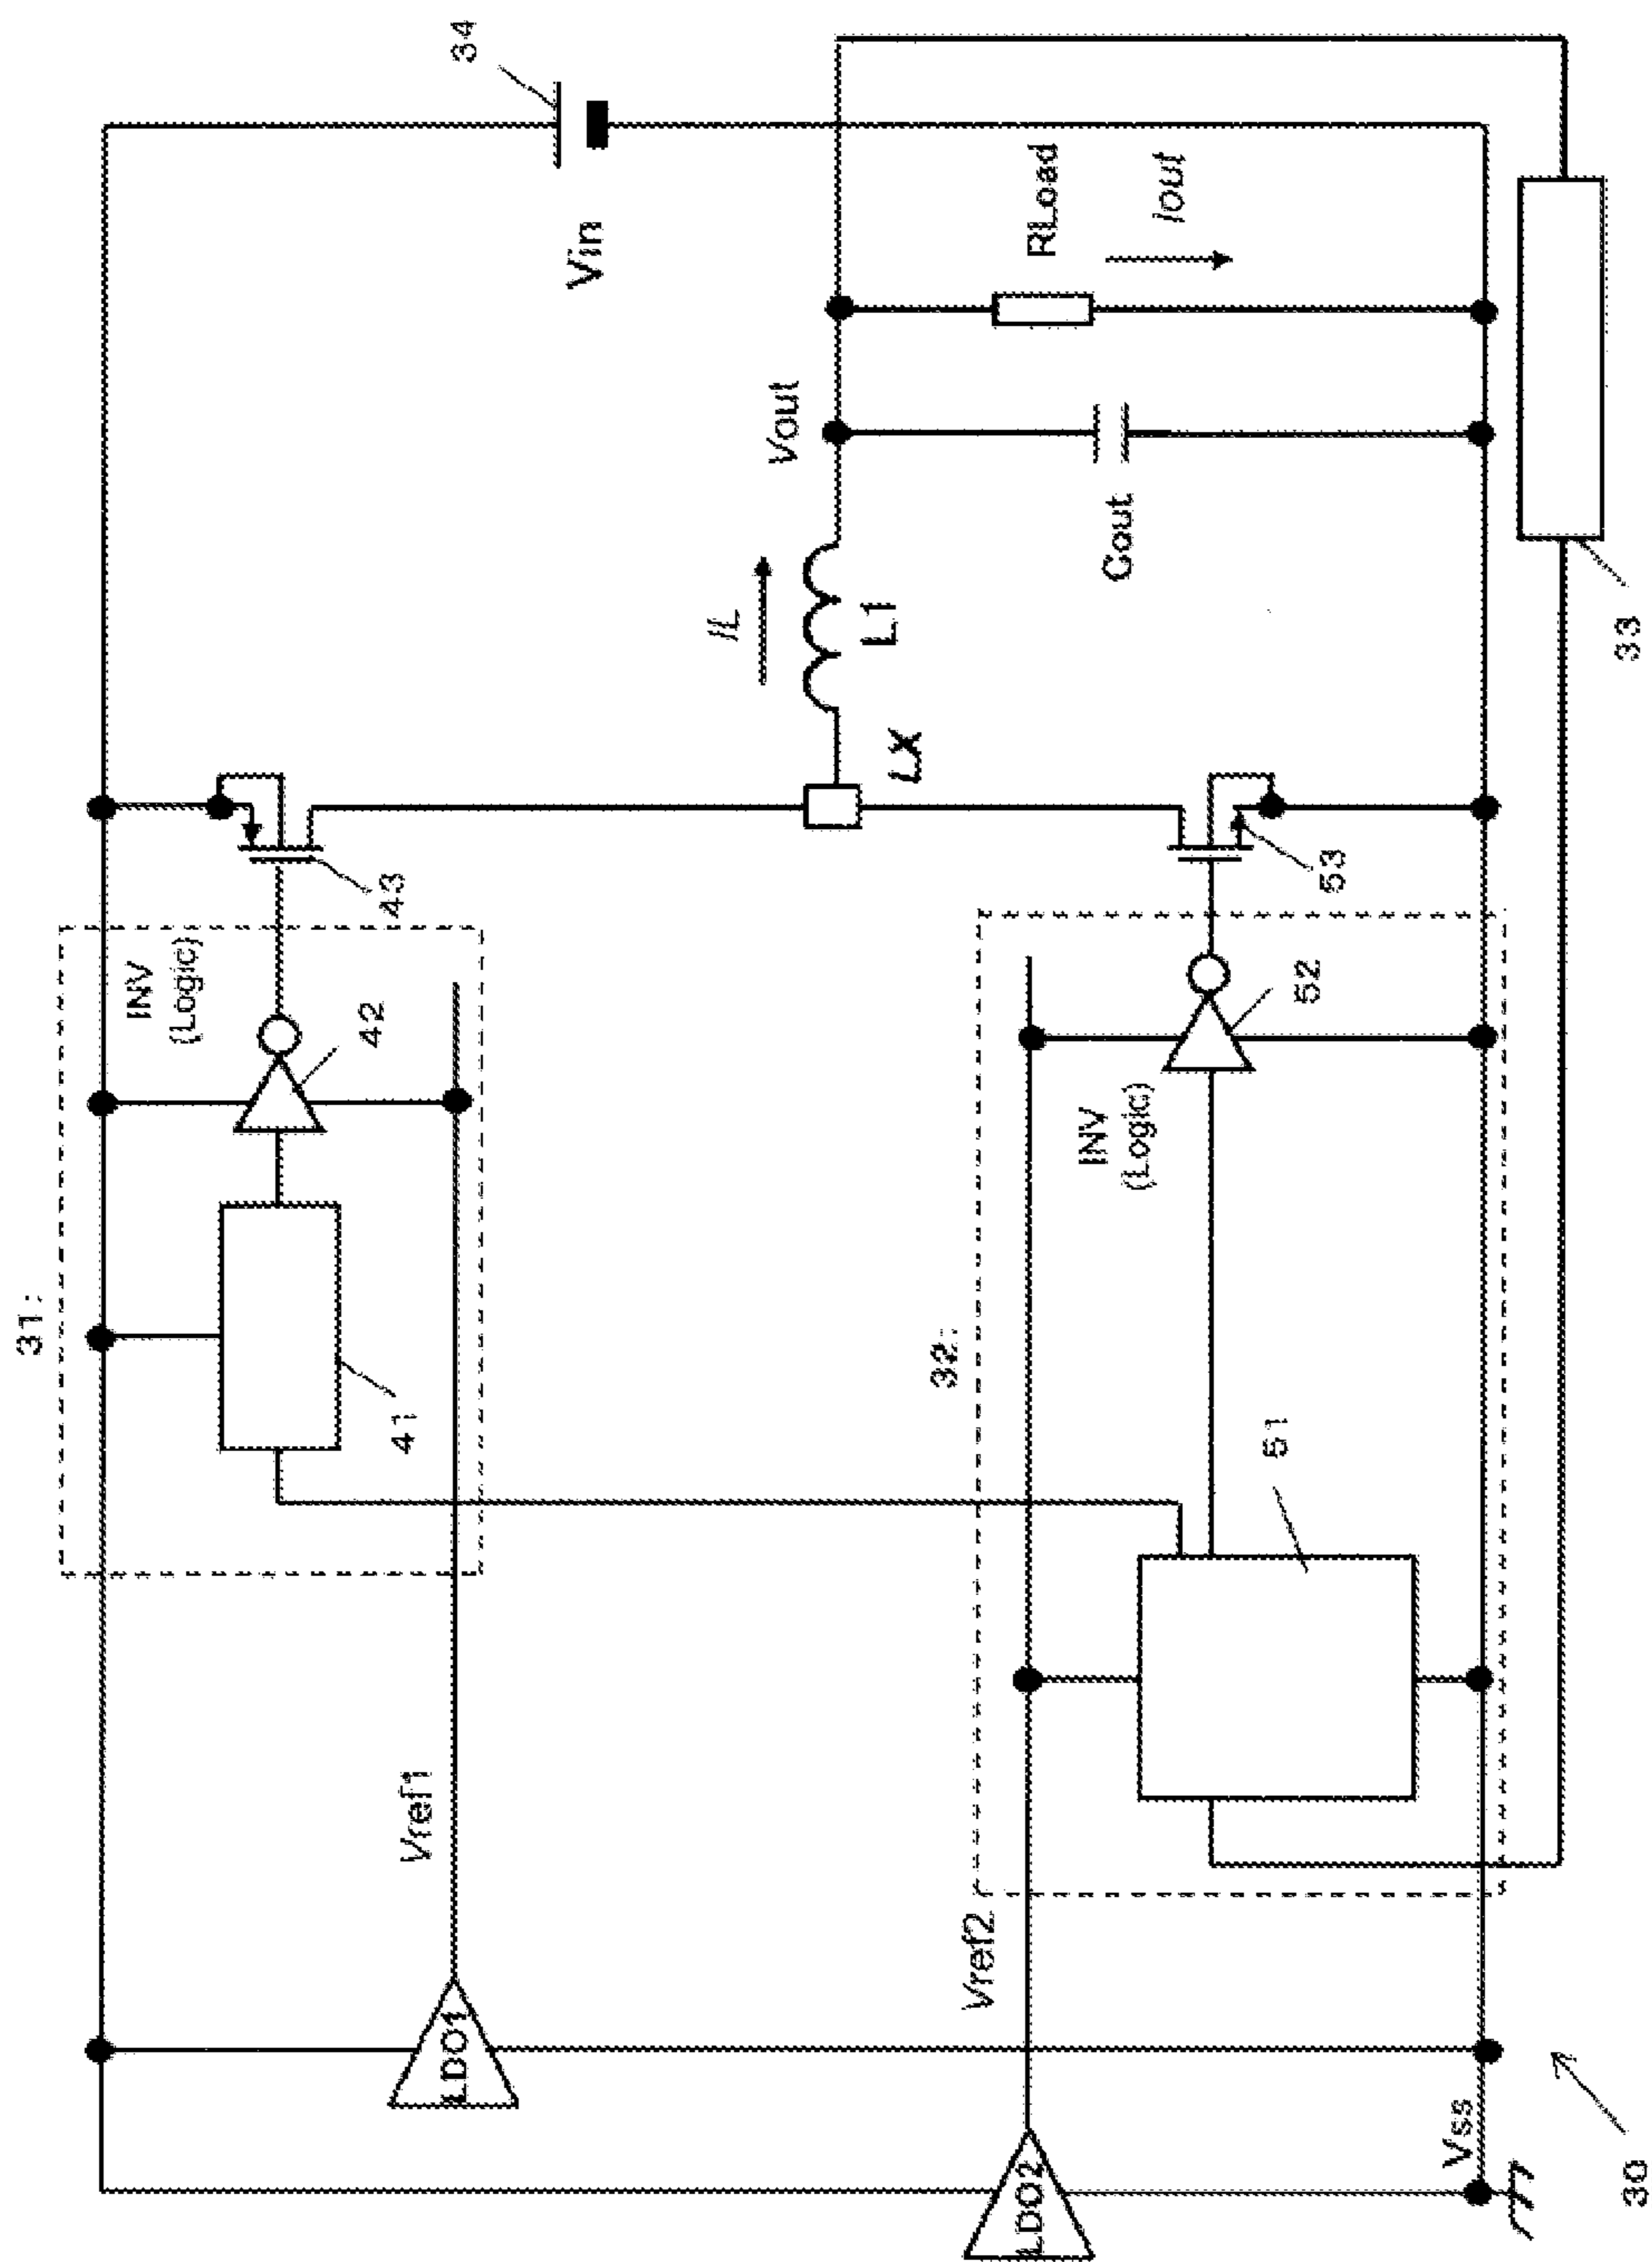 34
Vin
RLoad
Iout
Vout
Cout
33
IL
L1
LX
43
53
INV
(Logic)
42
INV
(Logic)
52
31:
41
32:
51
Vref1
Vref2
LDO1
LDO2
Vss
30